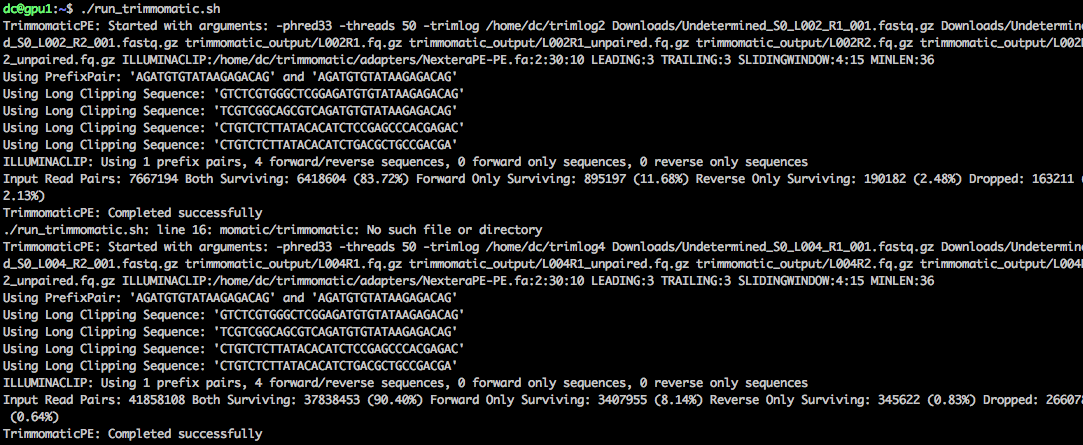 dc@gpu1:~$ ./run_trimmomatic.sh
TrimmomaticPE: Started with arguments: -phred33 -threads 50 -trimlog /home/dc/trimlog2 Downloads/Undetermined_S0_L002_R1_001.fastq.gz Downloads/Undetermine
d_S0_L002_R2_001.fastq.gz trimmomatic_output/L002R1.fq.gz trimmomatic_output/L002R1_unpaired.fq.gz trimmomatic_output/L002R2.fq.gz trimmomatic_output/L002R
2_unpaired.fq.gz ILLUMINACLIP:/home/dc/trimmomatic/adapters/NexteraPE-PE.fa:2:30:10 LEADING:3 TRAILING:3 SLIDINGWINDOW:4:15 MINLEN:36
Using PrefixPair: 'AGATGTGTATAAGAGACAG' and 'AGATGTGTATAAGAGACAG'
Using Long Clipping Sequence: 'GTCTCGTGGGCTCGGAGATGTGTATAAGAGACAG'
Using Long Clipping Sequence: 'TCGTCGGCAGCGTCAGATGTGTATAAGAGACAG'
Using Long Clipping Sequence: 'CTGTCTCTTATACACATCTCCGAGCCCACGAGAC'
Using Long Clipping Sequence: 'CTGTCTCTTATACACATCTGACGCTGCCGACGA'
ILLUMINACLIP: Using 1 prefix pairs, 4 forward/reverse sequences, 0 forward only sequences, 0 reverse only sequences
Input Read Pairs: 7667194 Both Surviving: 6418604 (83.72%) Forward Only Surviving: 895197 (11.68%) Reverse Only Surviving: 190182 (2.48%) Dropped: 163211 (
2.13%)
TrimmomaticPE: Completed successfully
./run_trimmomatic.sh: line 16: momatic/trimmomatic: No such file or directory
TrimmomaticPE: Started with arguments: -phred33 -threads 50 -trimlog /home/dc/trimlog4 Downloads/Undetermined_S0_L004_R1_001.fastq.gz Downloads/Undetermine
d_S0_L004_R2_001.fastq.gz trimmomatic_output/L004R1.fq.gz trimmomatic_output/L004R1_unpaired.fq.gz trimmomatic_output/L004R2.fq.gz trimmomatic_output/L004R
2_unpaired.fq.gz ILLUMINACLIP:/home/dc/trimmomatic/adapters/NexteraPE-PE.fa:2:30:10 LEADING:3 TRAILING:3 SLIDINGWINDOW:4:15 MINLEN:36
Using PrefixPair: 'AGATGTGTATAAGAGACAG' and 'AGATGTGTATAAGAGACAG'
Using Long Clipping Sequence: 'GTCTCGTGGGCTCGGAGATGTGTATAAGAGACAG'
Using Long Clipping Sequence: 'TCGTCGGCAGCGTCAGATGTGTATAAGAGACAG'
Using Long Clipping Sequence: 'CTGTCTCTTATACACATCTCCGAGCCCACGAGAC'
Using Long Clipping Sequence: 'CTGTCTCTTATACACATCTGACGCTGCCGACGA'
ILLUMINACLIP: Using 1 prefix pairs, 4 forward/reverse sequences, 0 forward only sequences, 0 reverse only sequences
Input Read Pairs: 41858108 Both Surviving: 37838453 (90.40%) Forward Only Surviving: 3407955 (8.14%) Reverse Only Surviving: 345622 (0.83%) Dropped: 266078
(0.64%)
TrimmomaticPE: Completed successfully